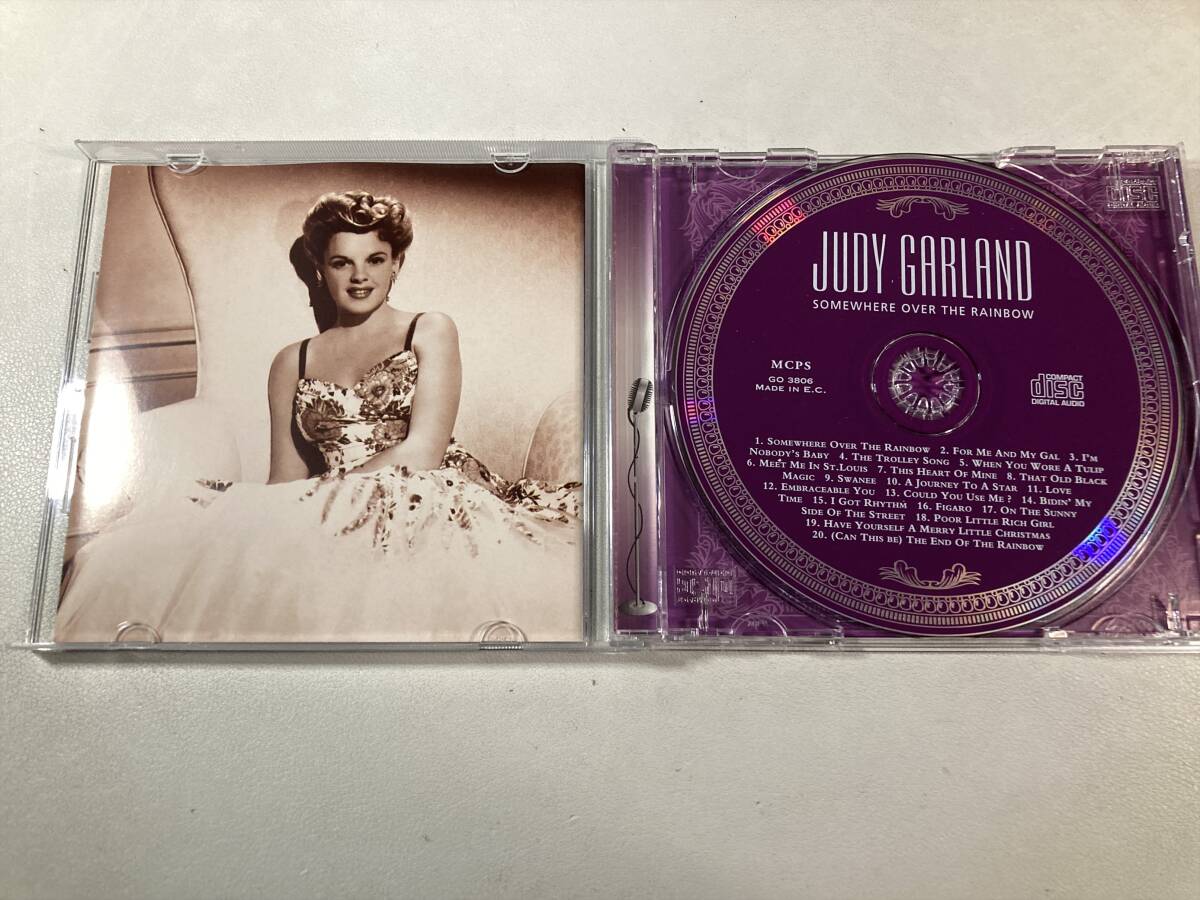 JUDY GARLAND
SOMEWHERE OVER THE RAINBOW
MCPS
GO 3806
MADE IN E.C.
COMPACT
disc
DIGITAL AUDIO
1. SOMEWHERE OVER THE RAINBOW 2. FOR ME AND MY GAL 3. I'M
NOBODY'S BABY 4. THE TROLLEY SONG 5. WHEN YOU WORE A TULIP
6. MEET ME IN ST.LOUIS 7. THIS HEART OF MINE 8. THAT OLD BLACK
MAGIC 9. SWANEE 10. A JOURNEY TO A STAR 11. LOVE
12. EMBRACEABLE YOU 13. COULD YOU USE ME ? 14. BIDIN' MY
TIME 15. I GOT RHYTHM 16. FIGARO 17. ON THE SUNNY
SIDE OF THE STREET 18. POOR LITTLE RICH GIRL
19. HAVE YOURSELF A MERRY LITTLE CHRISTMAS
20. (CAN THIS BE) THE END OF THE RAINBOW
disc